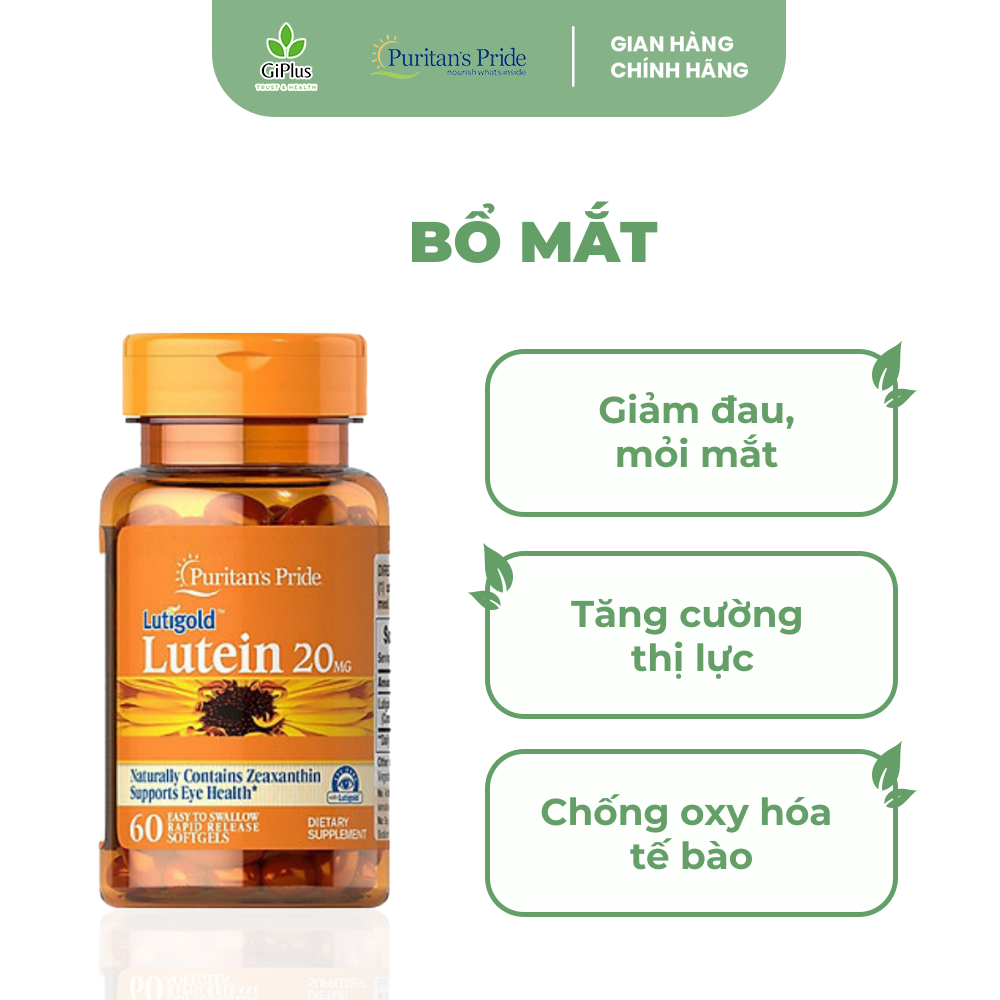 GiPlus
TRUST & HEALTH
Puritan's Pride
nourish what's inside
GIAN HÀNG
CHÍNH HÃNG
BỔ MẮT
Giảm đau,
mỏi mắt
Tăng cường
thị lực
Chống oxy hóa
tế bào
Puritan's Pride
Lutigold™
Lutein 20MG
Naturally Contains Zeaxanthin
Supports Eye Health*
with Lutigold
60 EASY TO SWALLOW
RAPID RELEASE
SOFTGELS
DIETARY
SUPPLEMENT